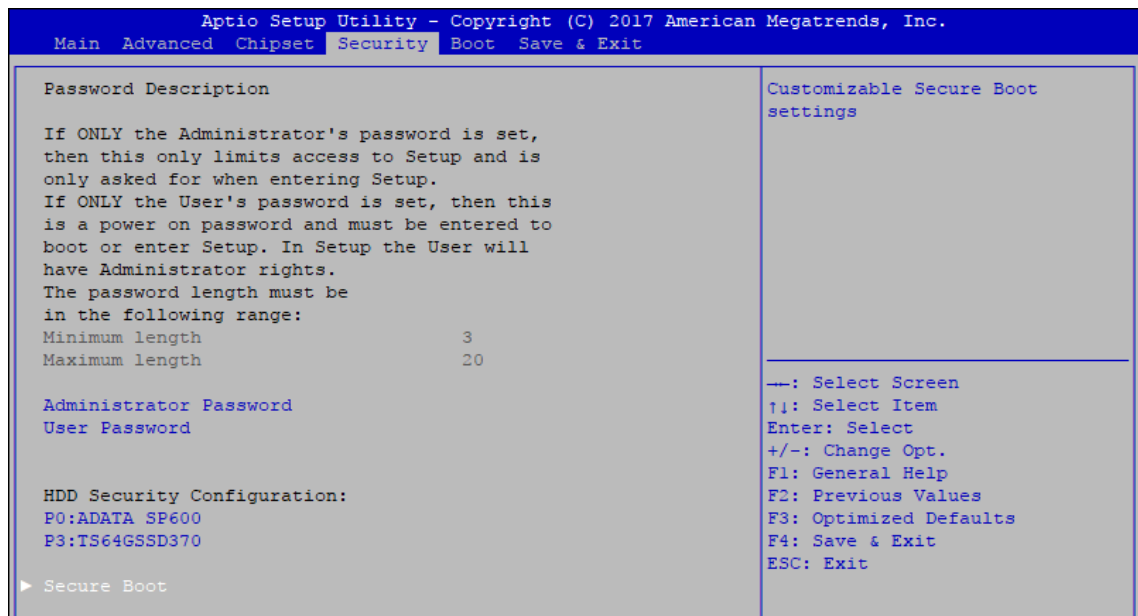 Aptio Setup Utility - Copyright (C) 2017 American Megatrends, Inc.
Main Advanced Chipset Security Boot Save & Exit
Password Description
If ONLY the Administrator's password is set,
then this only limits access to Setup and is
only asked for when entering Setup.
If ONLY the User's password is set, then this
is a power on password and must be entered to
boot or enter Setup. In Setup the User will
have Administrator rights.
The password length must be
in the following range:
Minimum length 3
Maximum length 20
Administrator Password
User Password
HDD Security Configuration:
P0:ADATA SP600
P3:TS64GSSD370
► Secure Boot
Customizable Secure Boot
settings
→←: Select Screen
↑↓: Select Item
Enter: Select
+/-: Change Opt.
F1: General Help
F2: Previous Values
F3: Optimized Defaults
F4: Save & Exit
ESC: Exit